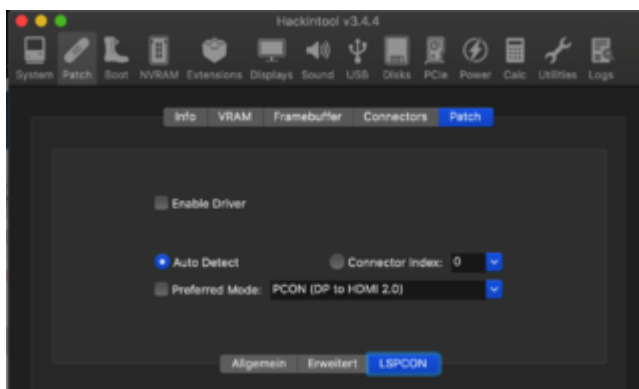 Hackintool v3.4.4
System Patch Boot NVRAM Extensions Displays Sound USB Disks PCIe Power Calc Utilities Logs
Info VRAM Framebuffer Connectors Patch
Enable Driver
Auto Detect Connector Index: 0
Preferred Mode: PCON (DP to HDMI 2.0)
Allgemein Erweitert LSPCON